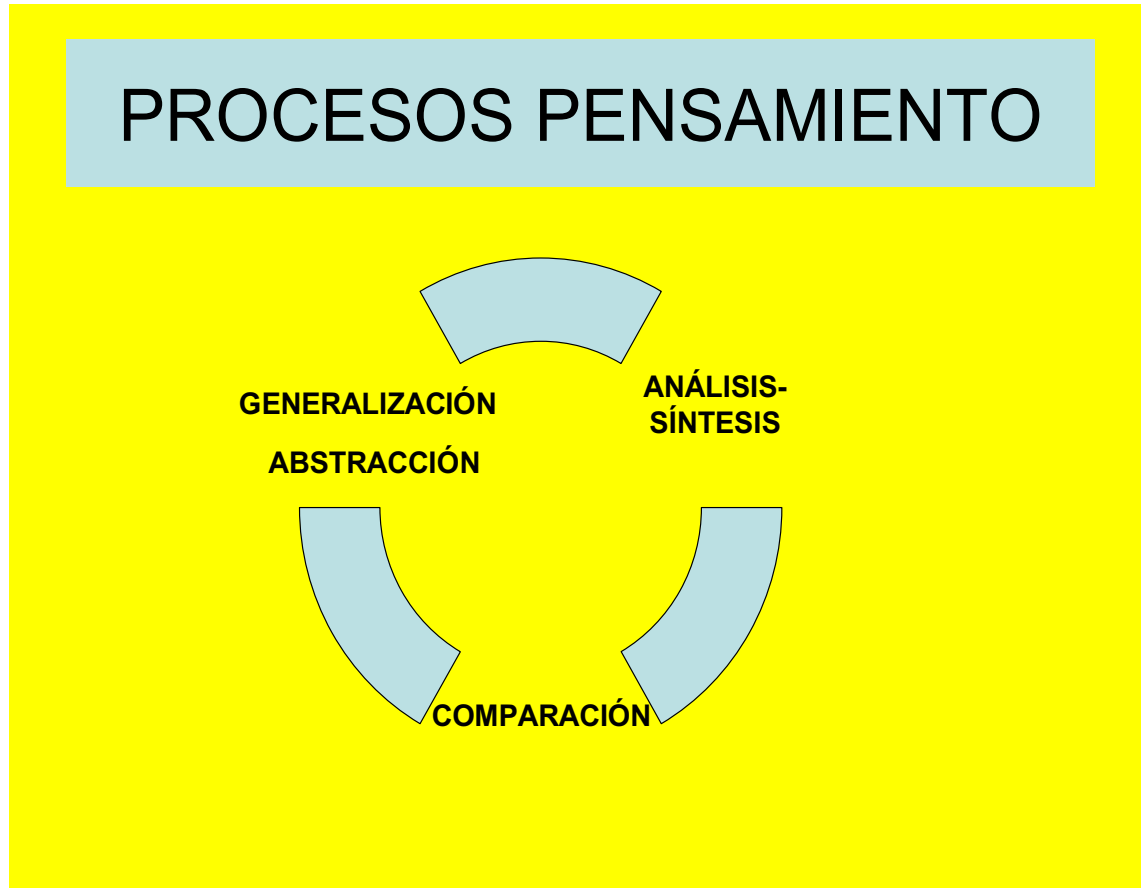 PROCESOS PENSAMIENTO
GENERALIZACIÓN
ABSTRACCIÓN
ANÁLISIS-
SÍNTESIS
COMPARACIÓN